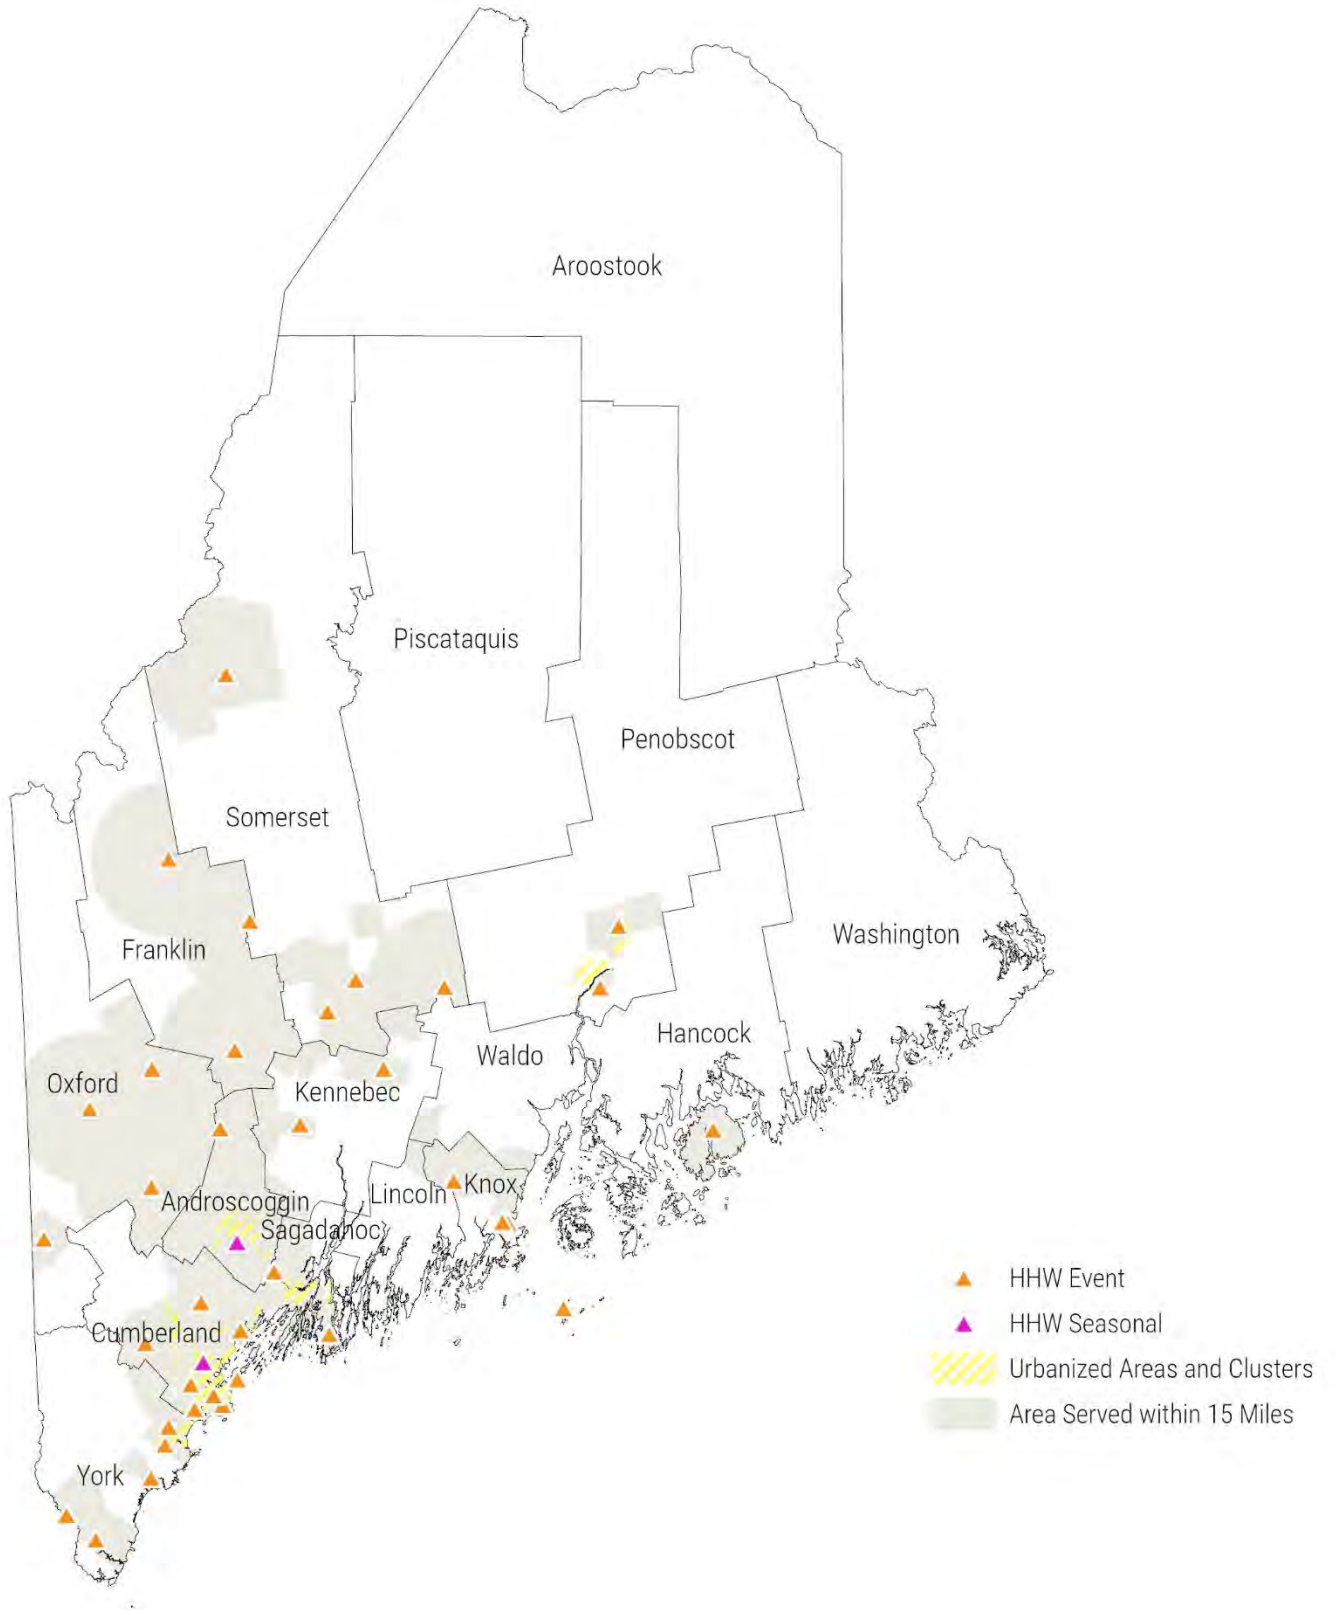 Aroostook
Piscataquis
Penobscot
Somerset
Washington
Franklin
Hancock
Waldo
Oxford
Kennebec
Lincoln
Knox
Androscoggin
Sagadahoc
HHW Event
HHW Seasonal
Cumberland
Urbanized Areas and Clusters
Area Served within 15 Miles
York